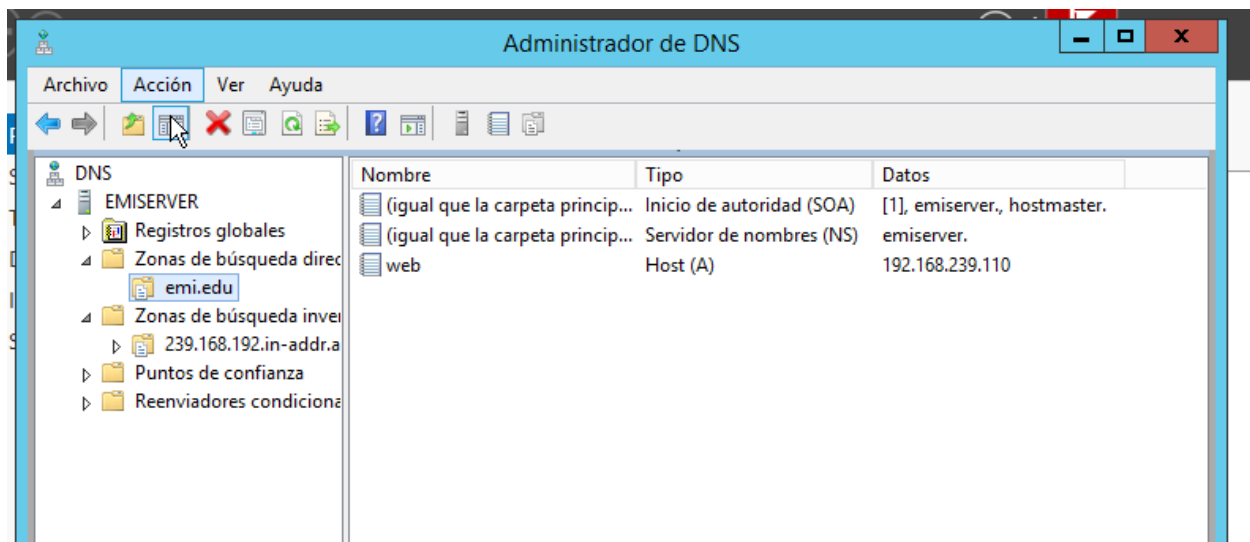 Administrador de DNS
Archivo Acción Ver Ayuda
DNS
EMISERVER
Registros globales
Zonas de búsqueda direc
emi.edu
Zonas de búsqueda inver
239.168.192.in-addr.a
Puntos de confianza
Reenviadores condiciona
Nombre Tipo Datos
(igual que la carpeta princip... Inicio de autoridad (SOA) [1], emiserver., hostmaster.
(igual que la carpeta princip... Servidor de nombres (NS) emiserver.
web Host (A) 192.168.239.110